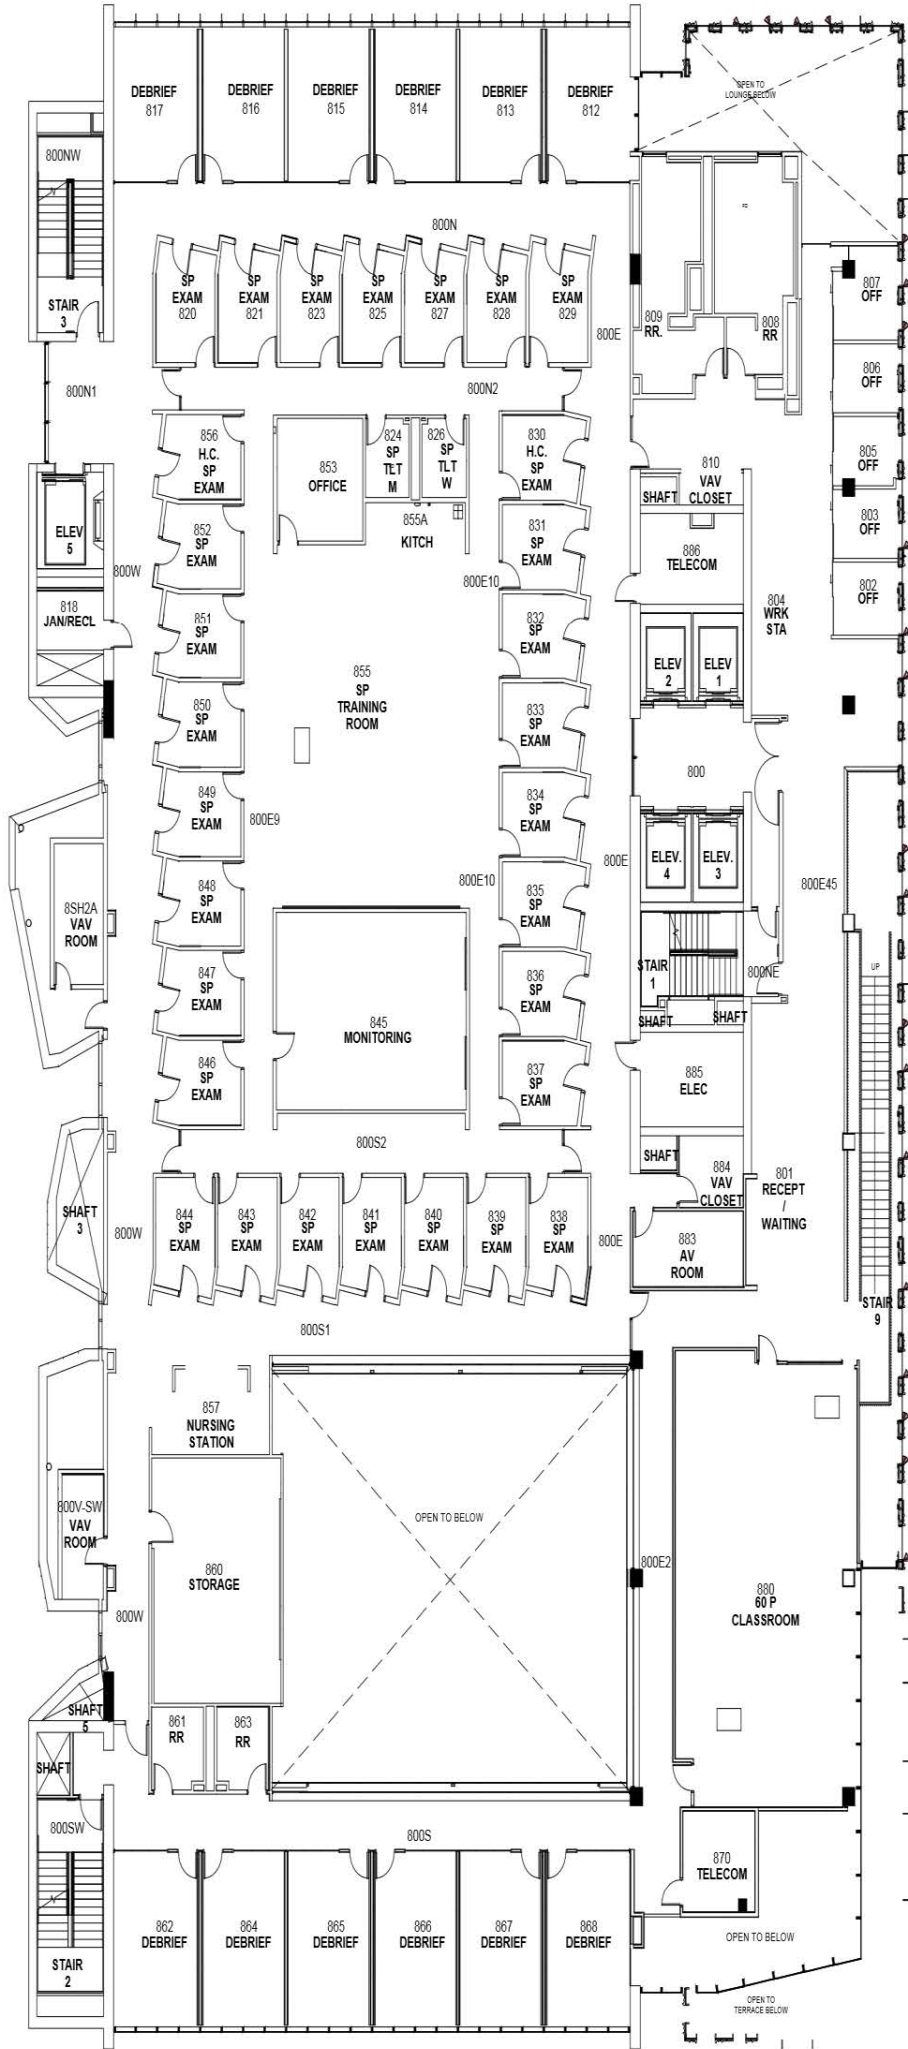 DEBRIEF
817
DEBRIEF
816
DEBRIEF
815
DEBRIEF
814
DEBRIEF
813
DEBRIEF
812
OPEN TO
LOUNGE BELOW
800NW
STAIR
3
800N
SP
EXAM
820
SP
EXAM
821
SP
EXAM
823
SP
EXAM
825
SP
EXAM
827
SP
EXAM
828
SP
EXAM
829
800E
809
RR.
808
RR
807
OFF
806
OFF
805
OFF
803
OFF
802
OFF
800N1
800N2
856
H.C.
SP
EXAM
853
OFFICE
824
SP
TLT
M
826
SP
TLT
W
830
H.C.
SP
EXAM
810
VAV
CLOSET
SHAFT
855A
KITCH
ELEV
5
800W
852
SP
EXAM
831
SP
EXAM
800E10
886
TELECOM
818
JAN/RECL
851
SP
EXAM
832
SP
EXAM
804
WRK
STA
ELEV
2
ELEV
1
855
SP
TRAINING
ROOM
850
SP
EXAM
833
SP
EXAM
800
849
SP
EXAM
800E9
834
SP
EXAM
800E
ELEV.
4
ELEV.
3
800E45
848
SP
EXAM
800E10
835
SP
EXAM
8SH2A
VAV
ROOM
847
SP
EXAM
836
SP
EXAM
STAIR
1
800NE
UP
SHAFT
SHAFT
845
MONITORING
846
SP
EXAM
837
SP
EXAM
885
ELEC
800S2
SHAFT
884
VAV
CLOSET
801
RECEPT
/
WAITING
SHAFT
3
800W
844
SP
EXAM
843
SP
EXAM
842
SP
EXAM
841
SP
EXAM
840
SP
EXAM
839
SP
EXAM
838
SP
EXAM
800E
883
AV
ROOM
STAIR
9
800S1
857
NURSING
STATION
800V-SW
VAV
ROOM
OPEN TO BELOW
860
STORAGE
800E2
880
60 P
CLASSROOM
800W
SHAFT
5
861
RR
863
RR
SHAFT
800SW
800S
870
TELECOM
862
DEBRIEF
864
DEBRIEF
865
DEBRIEF
866
DEBRIEF
867
DEBRIEF
868
DEBRIEF
OPEN TO BELOW
STAIR
2
OPEN TO
TERRACE BELOW